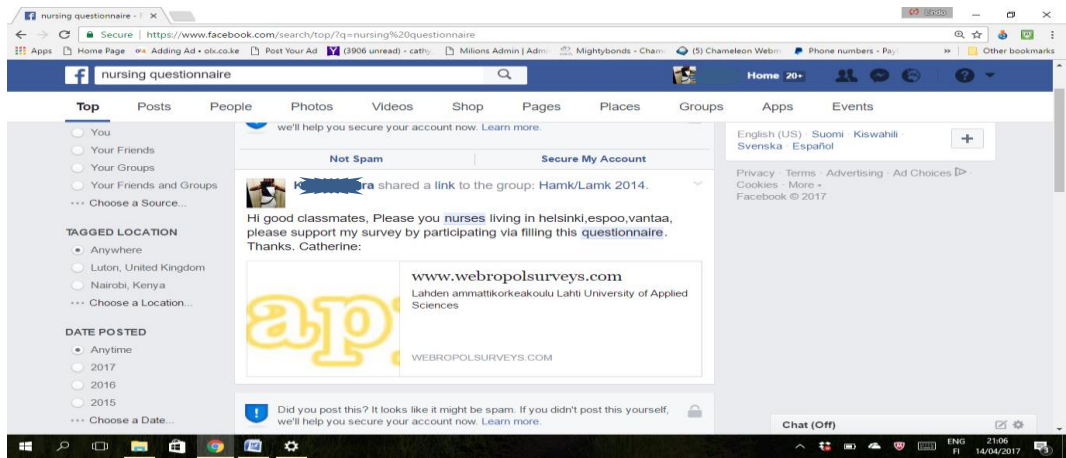 nursing questionnaire - F
Undo
Secure | https://www.facebook.com/search/top/?q=nursing%20questionnaire
Apps Home Page Adding Ad • olx.co.ke Post Your Ad (3906 unread) - cathy Milions Admin | Admi Mightybonds - Cham (5) Chameleon Webm Phone numbers - Pay » Other bookmarks
nursing questionnaire Home 20+
Top Posts People Photos Videos Shop Pages Places Groups Apps Events
You
Your Friends
Your Groups
Your Friends and Groups
Choose a Source...
TAGGED LOCATION
Anywhere
Luton, United Kingdom
Nairobi, Kenya
Choose a Location...
DATE POSTED
Anytime
2017
2016
2015
Choose a Date...
we'll help you secure your account now. Learn more.
Not Spam Secure My Account
K ra shared a link to the group: Hamk/Lamk 2014.
Hi good classmates, Please you nurses living in helsinki,espoo,vantaa,
please support my survey by participating via filling this questionnaire.
Thanks. Catherine:
ap
www.webropolsurveys.com
Lahden ammattikorkeakoulu Lahti University of Applied
Sciences
WEBROPOLSURVEYS.COM
Did you post this? It looks like it might be spam. If you didn't post this yourself,
we'll help you secure your account now. Learn more.
English (US) · Suomi · Kiswahili ·
Svenska · Español
Privacy · Terms · Advertising · Ad Choices ·
Cookies · More
Facebook © 2017
Chat (Off)
ENG 21:06
FI 14/04/2017
3